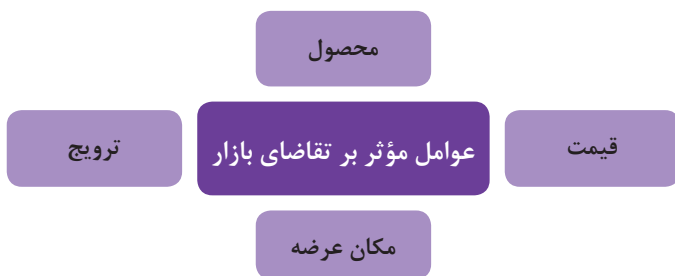 محصول
قیمت
عوامل مؤثر بر تقاضای بازار
ترویج
مکان عرضه